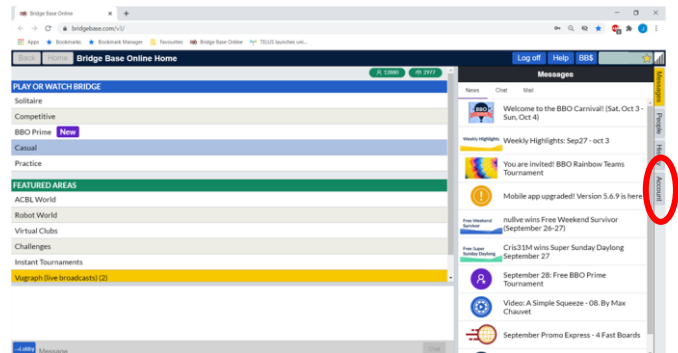 Bridge Base Online
bridgebase.com/v3/
Apps Bookmarks Bookmark Manager Favourites Bridge Base Online TELUS launches uni...
Back Home Bridge Base Online Home Log off Help BB$
12880 2977
PLAY OR WATCH BRIDGE
Solitaire
Competitive
BBO Prime New
Casual
Practice
FEATURED AREAS
ACBL World
Robot World
Virtual Clubs
Challenges
Instant Tournaments
Vugraph (live broadcasts) (2)
→Lobby Message Chat
Messages
News Chat Mail
BBO
Welcome to the BBO Carnival! (Sat, Oct 3 -
Sun, Oct 4)
Weekly Highlights
Weekly Highlights: Sep27 - oct 3
You are invited! BBO Rainbow Teams
Tournament
Mobile app upgraded! Version 5.6.9 is here
Free Weekend
Survivor
nullve wins Free Weekend Survivor
(September 26-27)
Free Super
Sunday Daylong
Cris31M wins Super Sunday Daylong
September 27
September 28: Free BBO Prime
Tournament
Video: A Simple Squeeze - 08. By Max
Chauvet
September Promo Express - 4 Fast Boards
Messages
People
History
Account